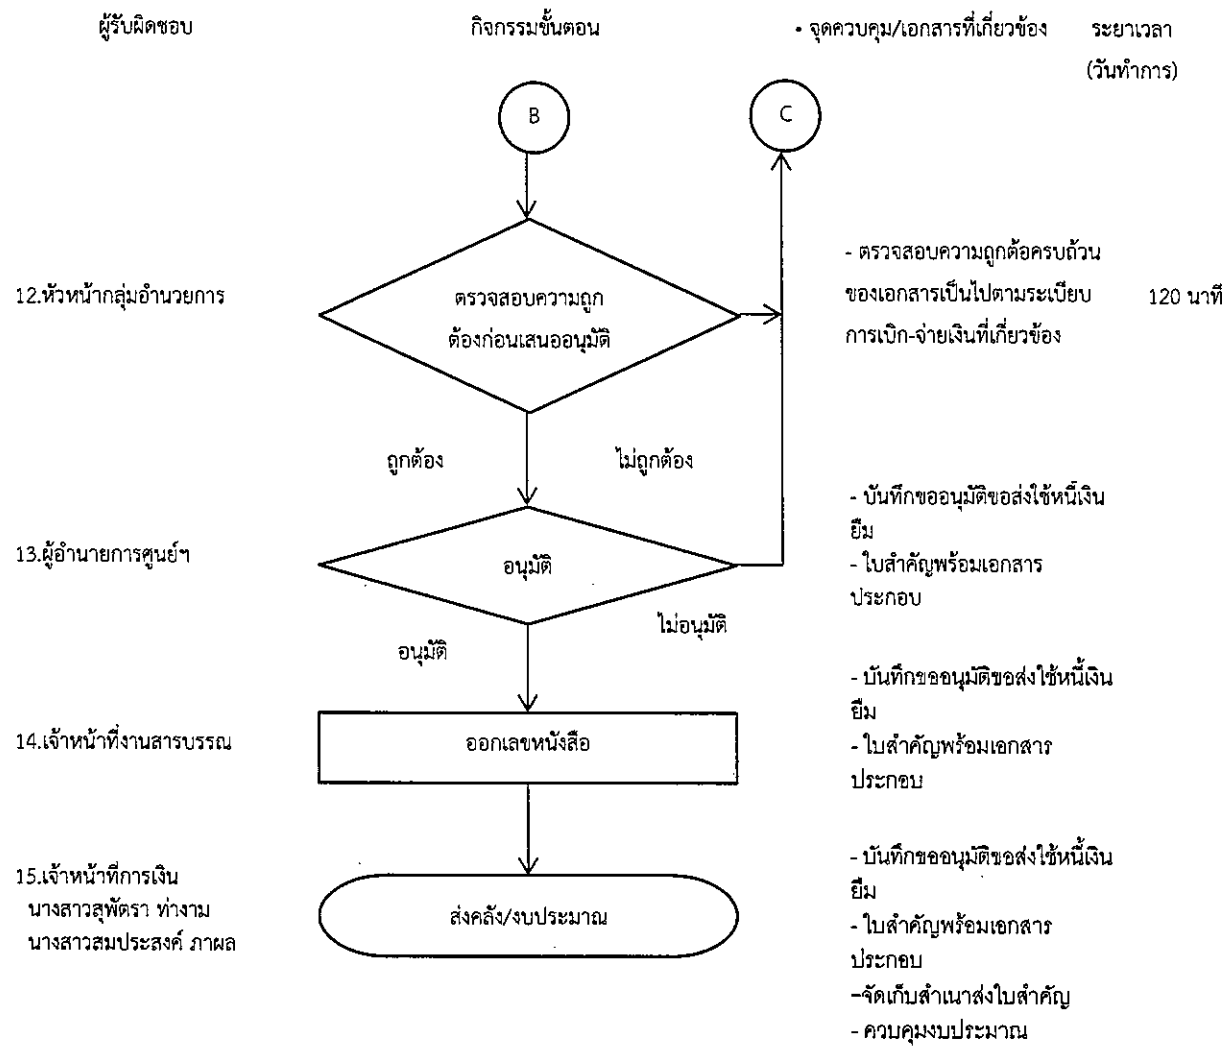 ผู้รับผิดชอบ กิจกรรมขั้นตอน • จุดควบคุม/เอกสารที่เกี่ยวข้อง ระยาเวลา
(วันทำการ)
B C
12.หัวหน้ากลุ่มอำนวยการ
ตรวจสอบความถูก
ต้องก่อนเสนออนุมัติ
- ตรวจสอบความถูกต้อครบถ้วน
ของเอกสารเป็นไปตามระเบียบ
การเบิก-จ่ายเงินที่เกี่ยวข้อง
120 นาที
ถูกต้อง ไม่ถูกต้อง
13.ผู้อำนายการศูนย์ฯ
อนุมัติ
- บันทึกขออนุมัติขอส่งใช้หนี้เงิน
ยืม
- ใบสำคัญพร้อมเอกสาร
ประกอบ
อนุมัติ ไม่อนุมัติ
14.เจ้าหน้าที่งานสารบรรณ
ออกเลขหนังสือ
- บันทึกขออนุมัติขอส่งใช้หนี้เงิน
ยืม
- ใบสำคัญพร้อมเอกสาร
ประกอบ
15.เจ้าหน้าที่การเงิน
นางสาวสุพัตรา ท่างาม
นางสาวสมประสงค์ ภาผล
ส่งคลัง/งบประมาณ
- บันทึกขออนุมัติขอส่งใช้หนี้เงิน
ยืม
- ใบสำคัญพร้อมเอกสาร
ประกอบ
-จัดเก็บสำเนาส่งใบสำคัญ
- ควบคุมงบประมาณ